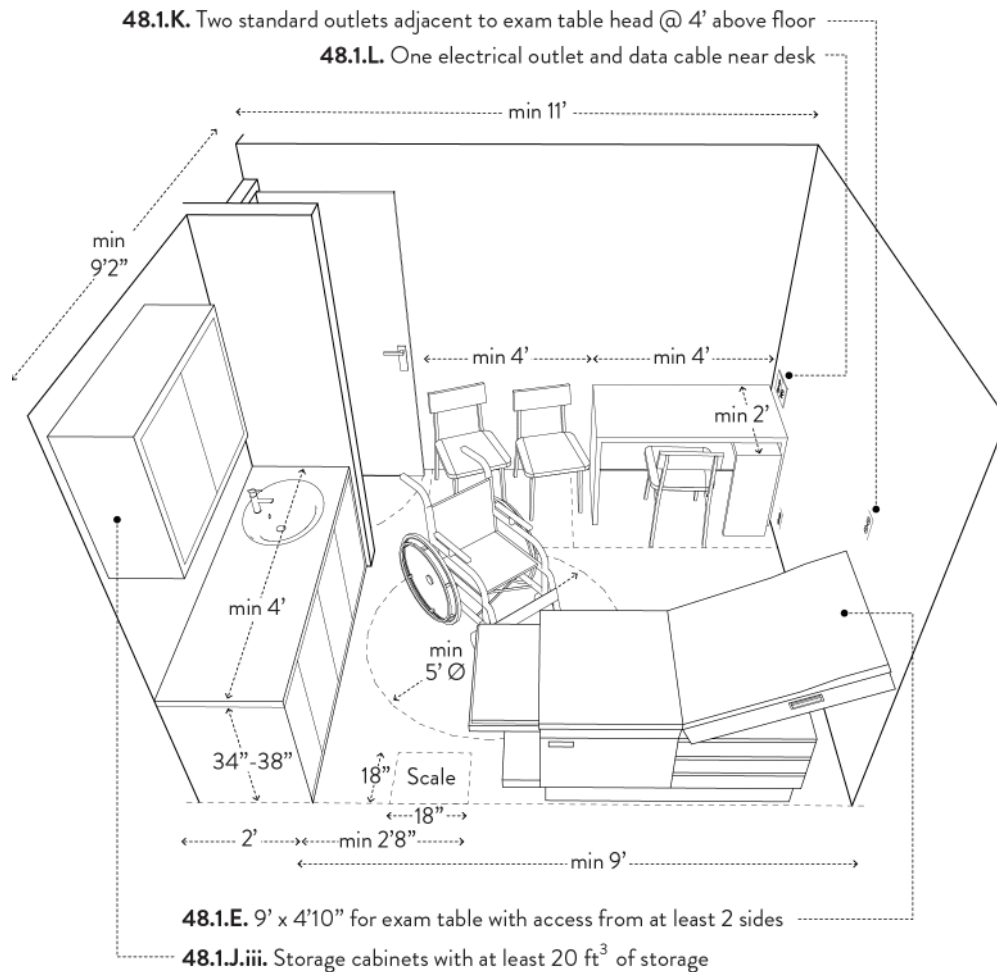 48.1.K. Two standard outlets adjacent to exam table head @ 4’ above floor
48.1.L. One electrical outlet and data cable near desk
min 11’
min
9’2”
min 4’
min 4’
min 2’
min 4’
min
5’ Ø
34”-38”
18”
Scale
18”
2’
min 2’8”
min 9’
48.1.E. 9’ x 4’10” for exam table with access from at least 2 sides
48.1.J.iii. Storage cabinets with at least 20 ft³ of storage